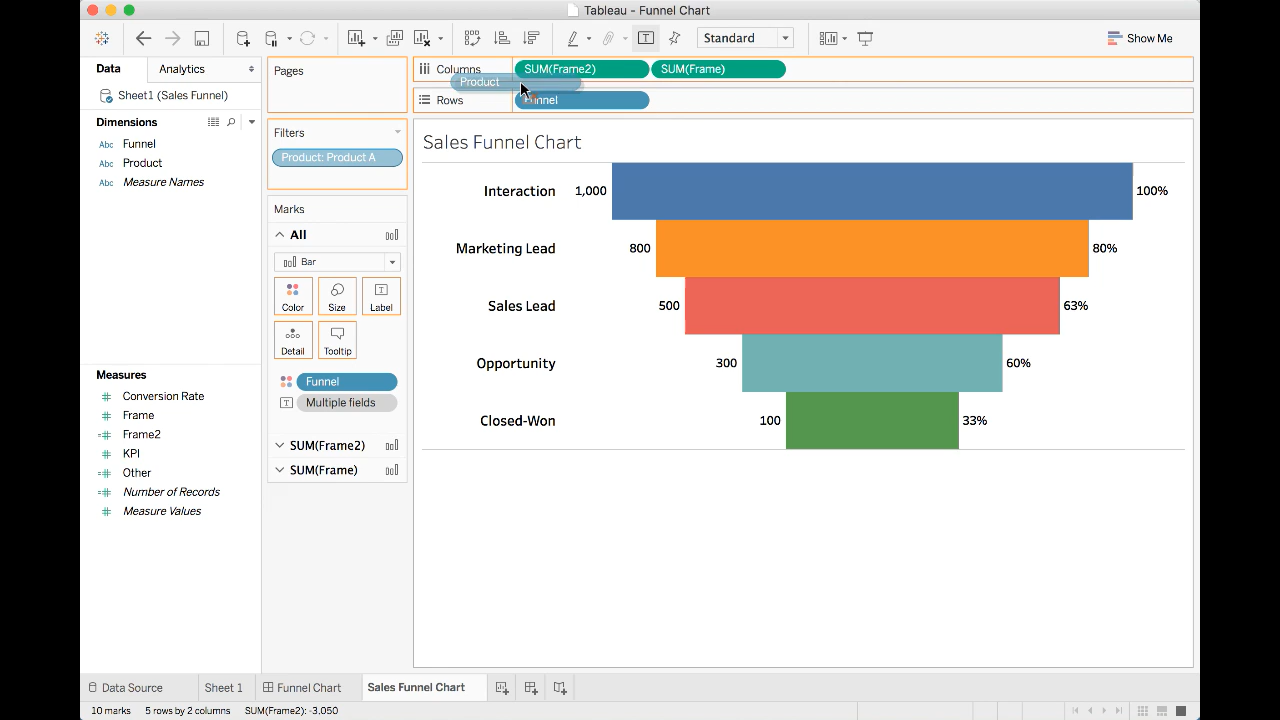 Tableau - Funnel Chart
Standard
Show Me
Data
Analytics
Sheet1 (Sales Funnel)
Dimensions
Abc Funnel
Abc Product
Abc Measure Names
Measures
Conversion Rate
Frame
Frame2
KPI
Other
Number of Records
Measure Values
Pages
Filters
Product: Product A
Marks
All
Bar
Color
Size
Label
Detail
Tooltip
Funnel
Multiple fields
SUM(Frame2)
SUM(Frame)
Columns
SUM(Frame2)
SUM(Frame)
Product
Rows
Funnel
Sales Funnel Chart
Interaction 1,000 100%
Marketing Lead 800 80%
Sales Lead 500 63%
Opportunity 300 60%
Closed-Won 100 33%
Data Source
Sheet 1
Funnel Chart
Sales Funnel Chart
10 marks 5 rows by 2 columns SUM(Frame2): -3.050